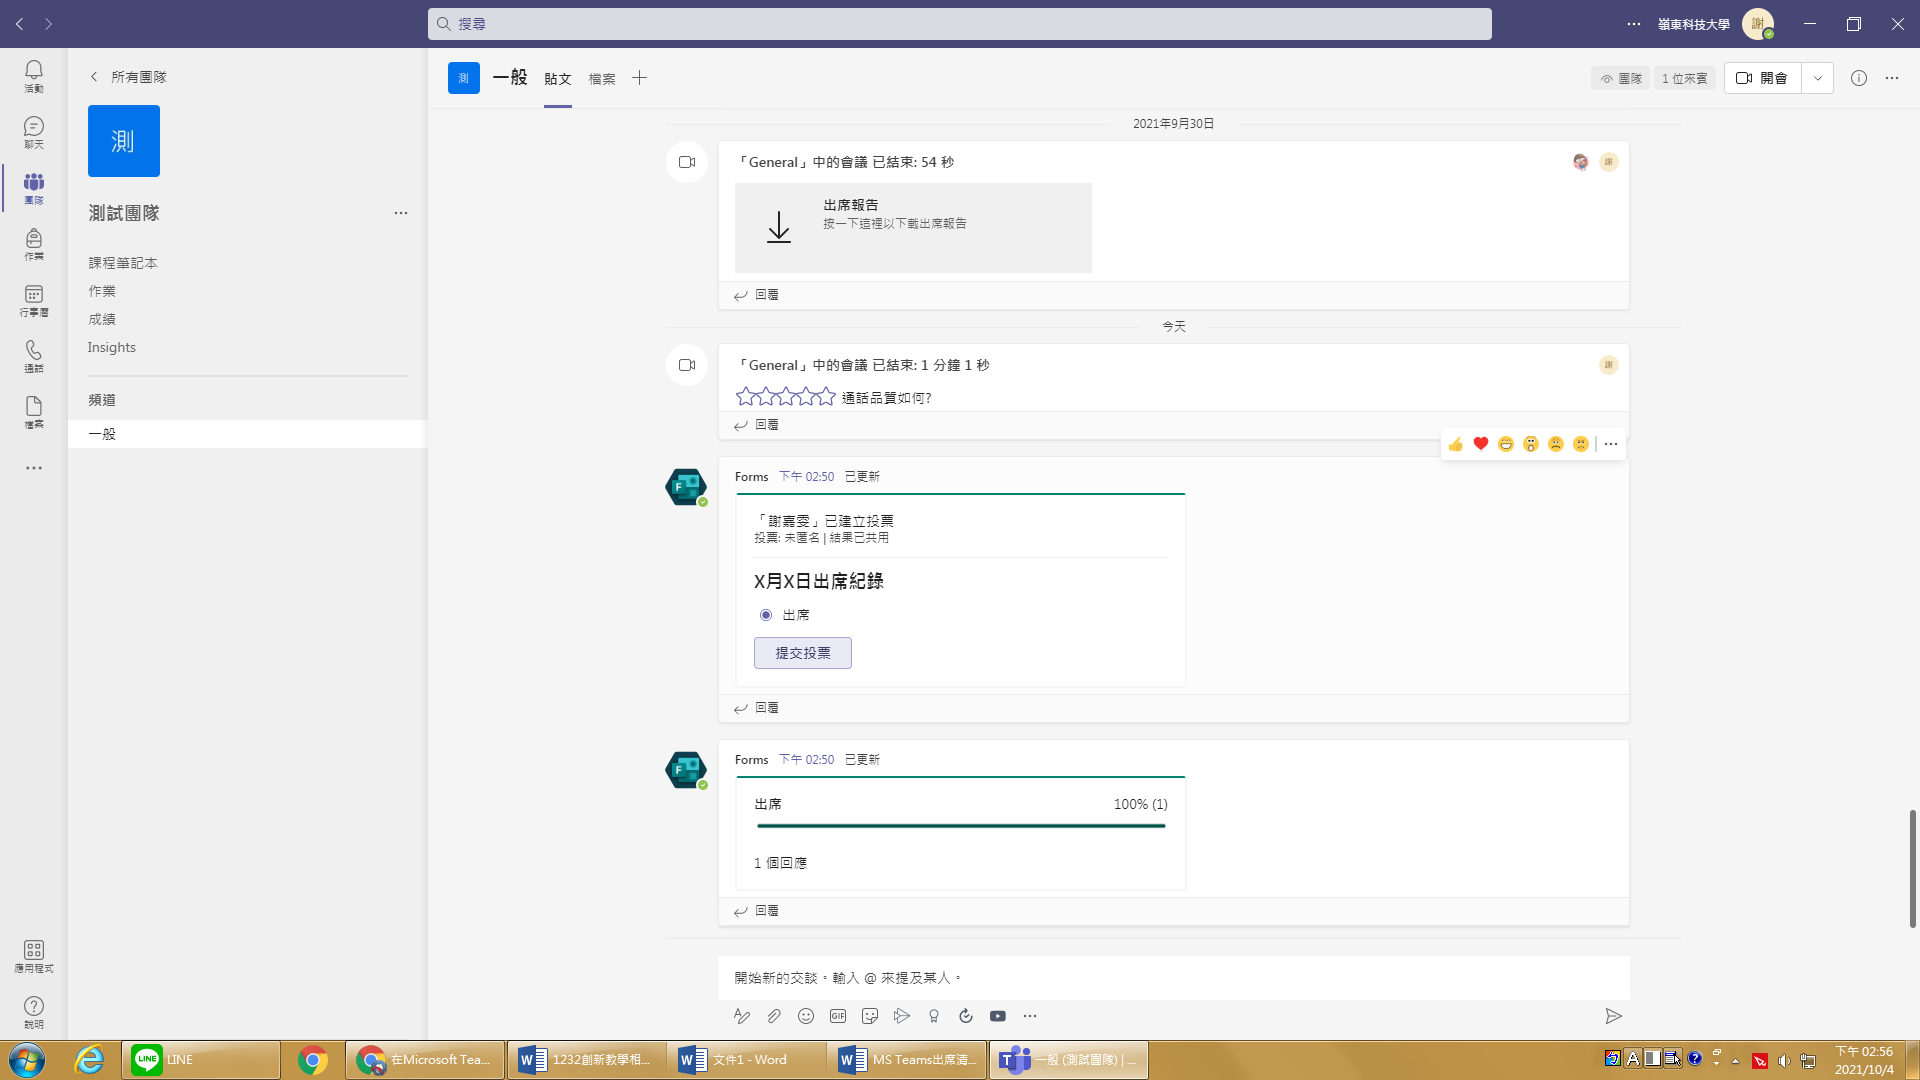 搜尋
嶺東科技大學
謝
活動
聊天
團隊
作業
行事曆
通話
檔案
應用程式
說明
所有團隊
測
測試團隊
課程筆記本
作業
成績
Insights
頻道
一般
測
一般
貼文
檔案
團隊
1 位來賓
開會
2021年9月30日
「General」中的會議 已結束: 54 秒
謝
出席報告
按一下這裡以下載出席報告
回覆
今天
「General」中的會議 已結束: 1 分鐘 1 秒
謝
通話品質如何?
回覆
Forms 下午 02:50 已更新
「謝嘉雯」已建立投票
投票: 未匿名 | 結果已共用
X月X日出席紀錄
出席
提交投票
回覆
Forms 下午 02:50 已更新
出席 100% (1)
1 個回應
回覆
開始新的交談。輸入 @ 來提及某人。
GIF
LINE
在Microsoft Tea...
1232創新教學相...
文件1 - Word
MS Teams出席清...
一般 (測試團隊) | ...
下午 02:56
2021/10/4